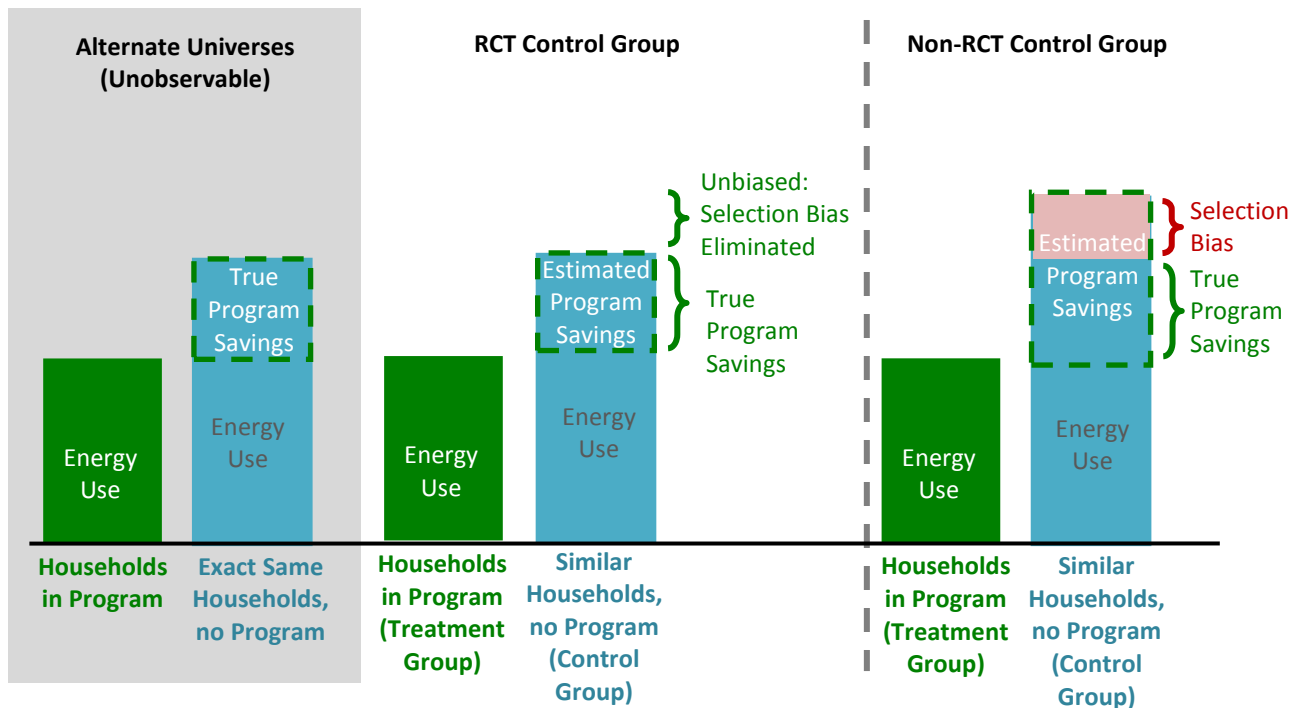 Alternate Universes
(Unobservable)
RCT Control Group
Non-RCT Control Group
True
Program
Savings
Energy
Use
Energy
Use
Households
in Program
Exact Same
Households,
no Program
Unbiased:
Selection Bias
Eliminated
Estimated
Program
Savings
True
Program
Savings
Energy
Use
Households
in Program
(Treatment
Group)
Similar
Households,
no Program
(Control
Group)
Selection
Bias
Estimated
Program
Savings
True
Program
Savings
Energy
Use
Energy
Use
Households
in Program
(Treatment
Group)
Similar
Households,
no Program
(Control
Group)